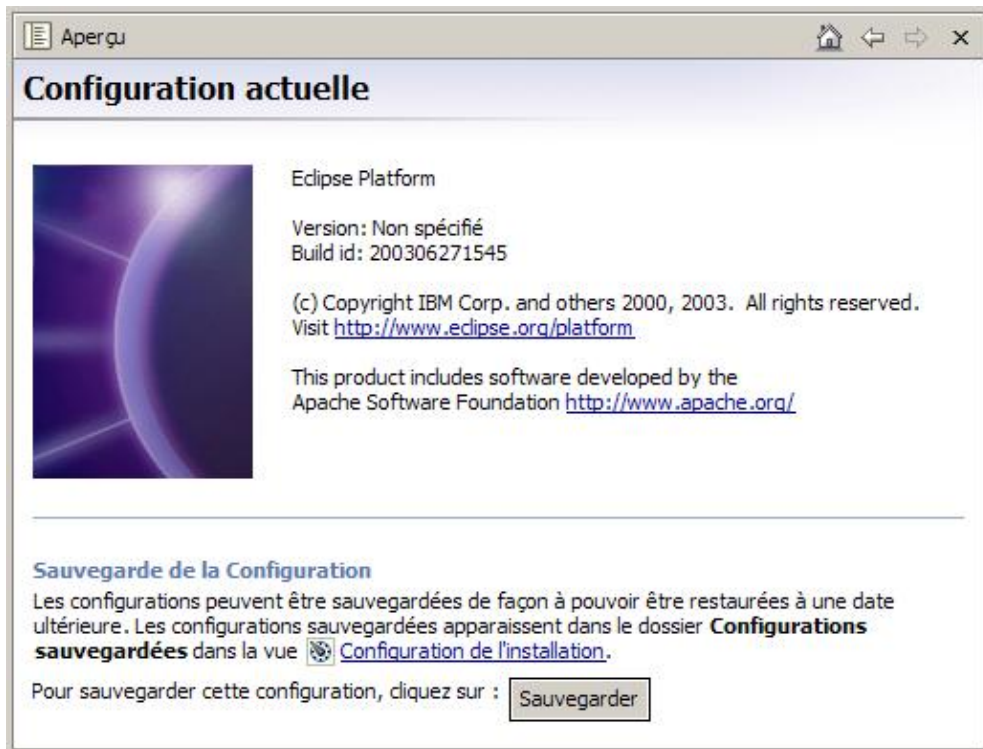 Aperçu
Configuration actuelle
Eclipse Platform
Version: Non spécifié
Build id: 200306271545
(c) Copyright IBM Corp. and others 2000, 2003.  All rights reserved.
Visit http://www.eclipse.org/platform
This product includes software developed by the
Apache Software Foundation http://www.apache.org/
Sauvegarde de la Configuration
Les configurations peuvent être sauvegardées de façon à pouvoir être restaurées à une date
ultérieure. Les configurations sauvegardées apparaissent dans le dossier Configurations
sauvegardées dans la vue Configuration de l'installation.
Pour sauvegarder cette configuration, cliquez sur : Sauvegarder